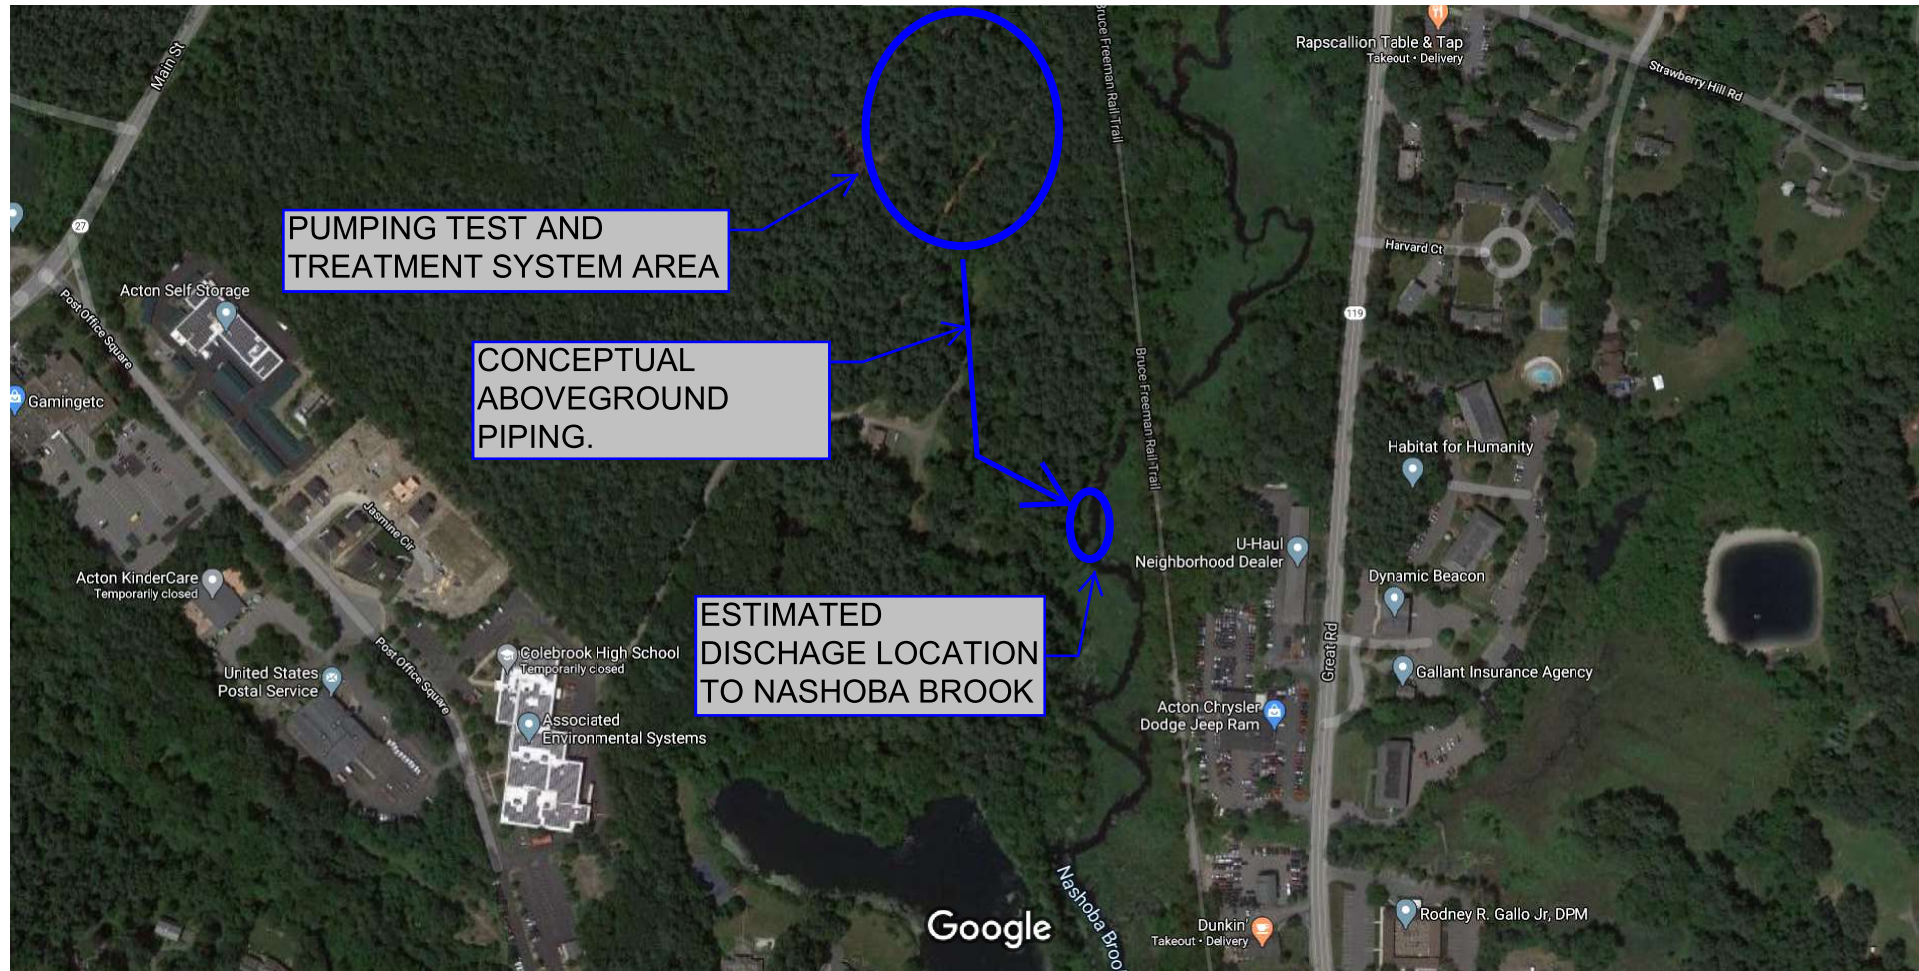 Main St
27
Post Office Square
Acton Self Storage
Gamingetc
PUMPING TEST AND
TREATMENT SYSTEM AREA
CONCEPTUAL
ABOVEGROUND
PIPING.
ESTIMATED
DISCHAGE LOCATION
TO NASHOBA BROOK
Bruce Freeman Rail Trail
Bruce Freeman Rail Trail
Rapscallion Table & Tap
Takeout • Delivery
Strawberry Hill Rd
Harvard Ct
119
Habitat for Humanity
U-Haul
Neighborhood Dealer
Dynamic Beacon
Great Rd
Gallant Insurance Agency
Acton Chrysler
Dodge Jeep Ram
Jasmine Cir
Acton KinderCare
Temporarily closed
United States
Postal Service
Post Office Square
Colebrook High School
Temporarily closed
Associated
Environmental Systems
Google
Nashoba Broo
Dunkin'
Takeout • Delivery
Rodney R. Gallo Jr, DPM